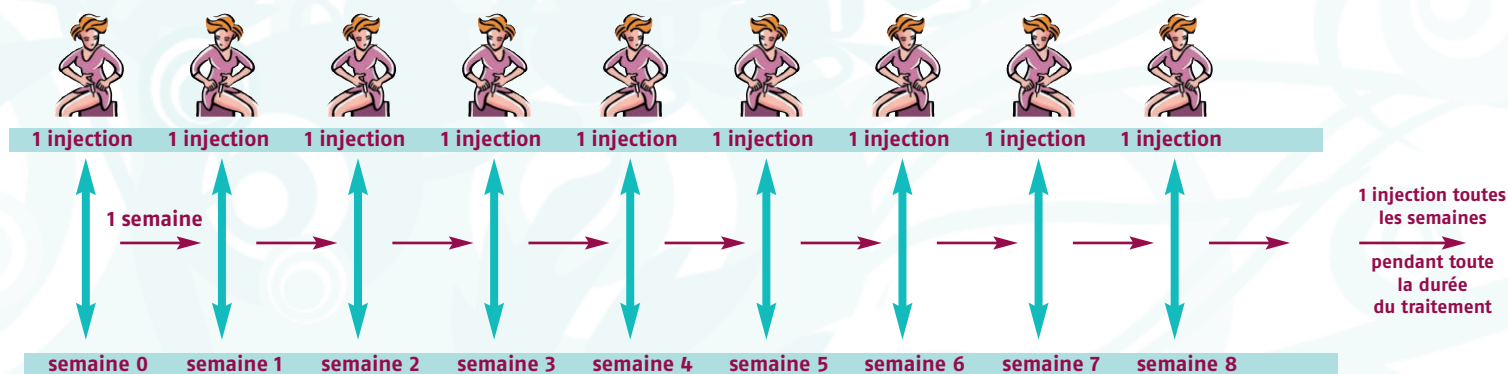 1 injection 1 injection 1 injection 1 injection 1 injection 1 injection 1 injection 1 injection 1 injection
1 semaine
1 injection toutes
les semaines
pendant toute
la durée
du traitement
semaine 0 semaine 1 semaine 2 semaine 3 semaine 4 semaine 5 semaine 6 semaine 7 semaine 8